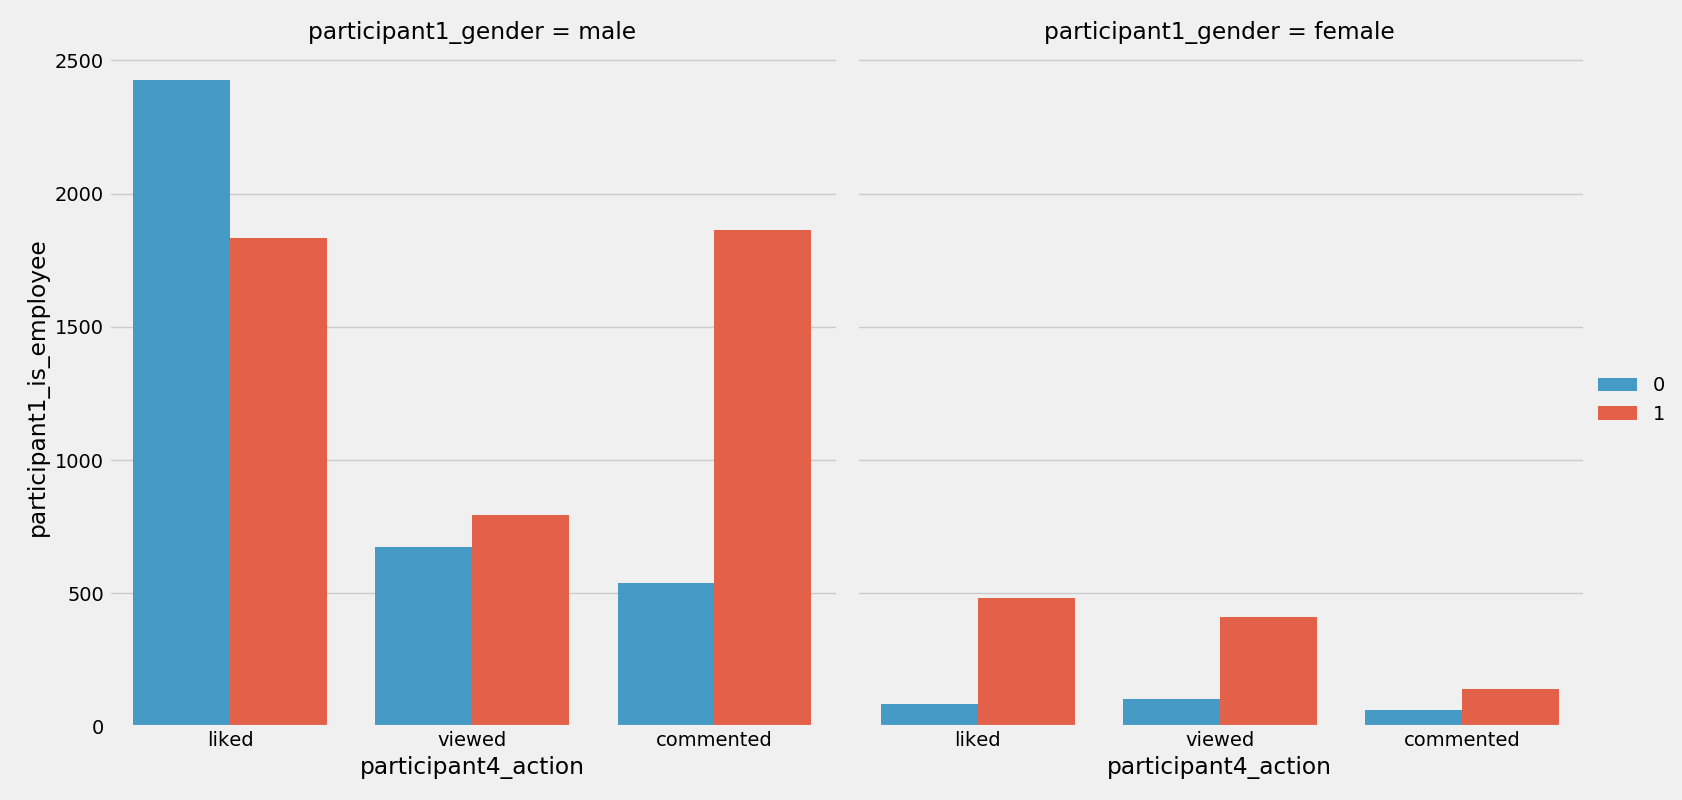 participant1_gender = male
participant1_gender = female
2500
2000
1500
1000
500
0
participant1_is_employee
liked
viewed
commented
liked
viewed
commented
participant4_action
participant4_action
0
1